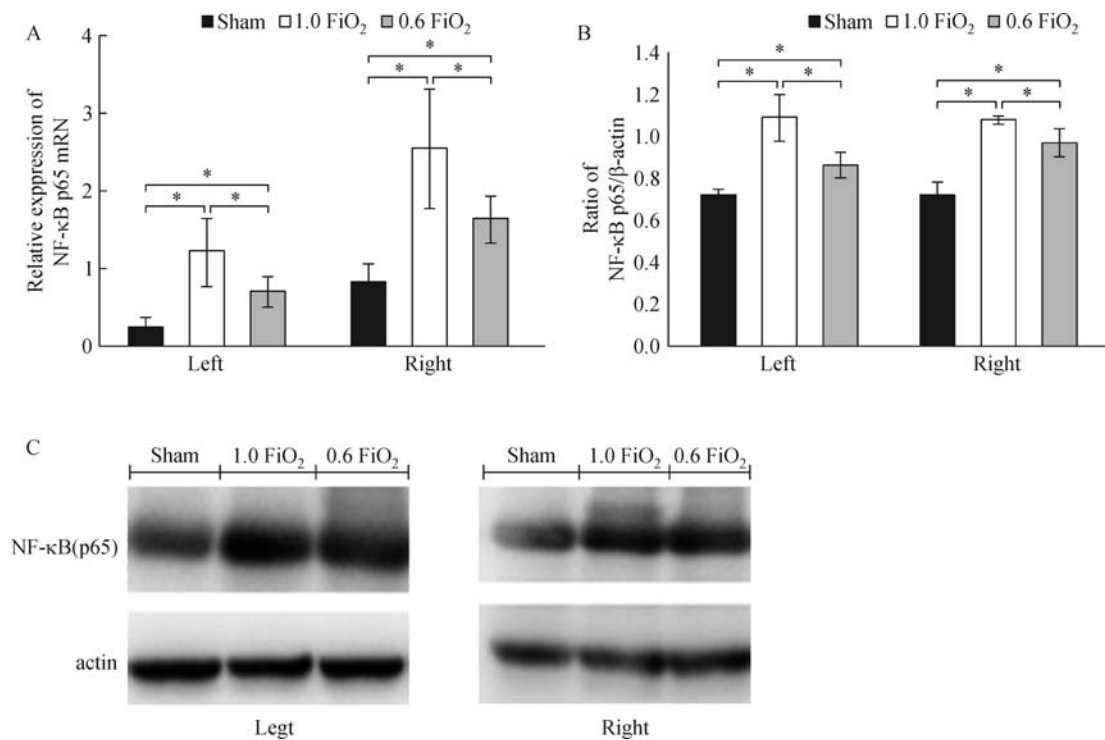 A
Sham 1.0 FiO₂ 0.6 FiO₂
Relative exppression of
NF-κB p65 mRN
4
3
2
1
0
* * *
* * *
Left Right
B
Sham 1.0 FiO₂ 0.6 FiO₂
Ratio of
NF-κB p65/β-actin
1.4
1.2
1.0
0.8
0.6
0.4
0.2
0.0
* * *
* * *
Left Right
C
Sham 1.0 FiO₂ 0.6 FiO₂
Sham 1.0 FiO₂ 0.6 FiO₂
NF-κB(p65)
actin
Legt Right